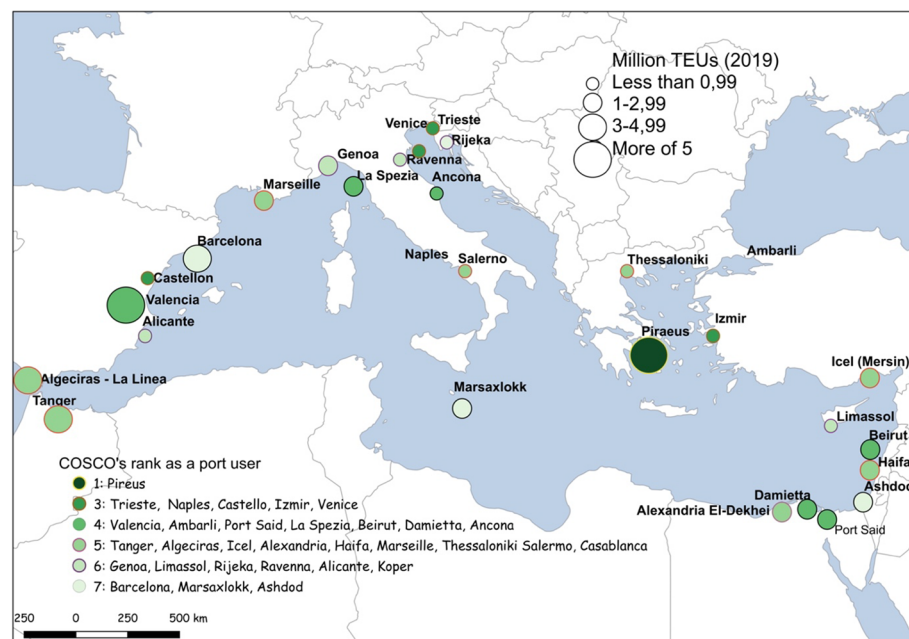 Million TEUs (2019)
Less than 0,99
1-2,99
3-4,99
More of 5
Venice
Trieste
Rijeka
Genoa
Ravenna
La Spezia
Ancona
Marseille
Barcelona
Naples
Salerno
Thessaloniki
Ambarli
Castellon
Valencia
Alicante
Izmir
Piraeus
Algeciras - La Linea
Tanger
Marsaxlokk
Icel (Mersin)
Limassol
Beirut
Haifa
Ashdod
Damietta
Alexandria El-Dekhei
Port Said
COSCO's rank as a port user
1: Pireus
3: Trieste, Naples, Castello, Izmir, Venice
4: Valencia, Ambarli, Port Said, La Spezia, Beirut, Damietta, Ancona
5: Tanger, Algeciras, Icel, Alexandria, Haifa, Marseille, Thessaloniki Salermo, Casablanca
6: Genoa, Limassol, Rijeka, Ravenna, Alicante, Koper
7: Barcelona, Marsaxlokk, Ashdod
250 0 250 500 km